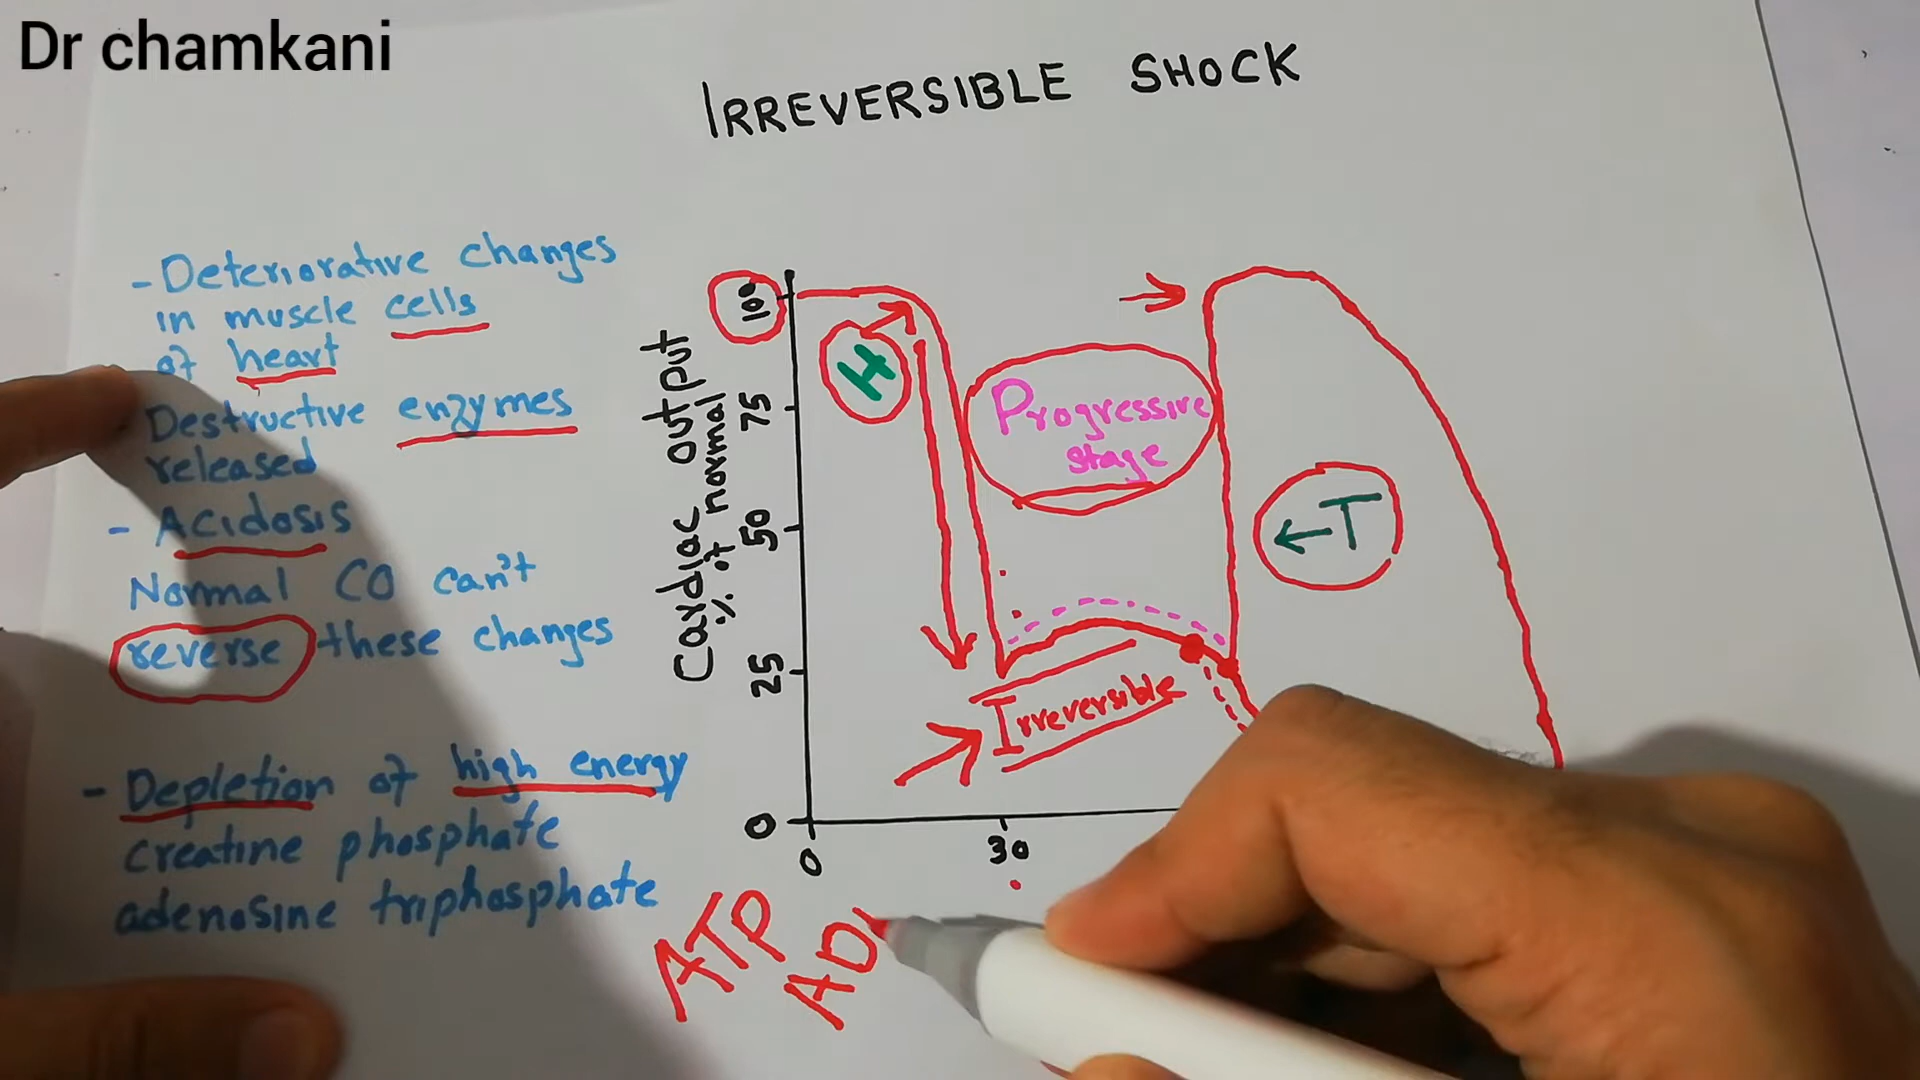 Dr chamkani
IRREVERSIBLE SHOCK
- Deteriorative changes
in muscle cells
of heart
Destructive enzymes
released
- Acidosis
Normal CO can't
reverse these changes
- Depletion of high energy
creatine phosphate
adenosine triphosphate
Cardiac output
% of normal
100
75
50
25
0
0
30
H
Progressive
stage
←T
Irreversible
ATP
AD